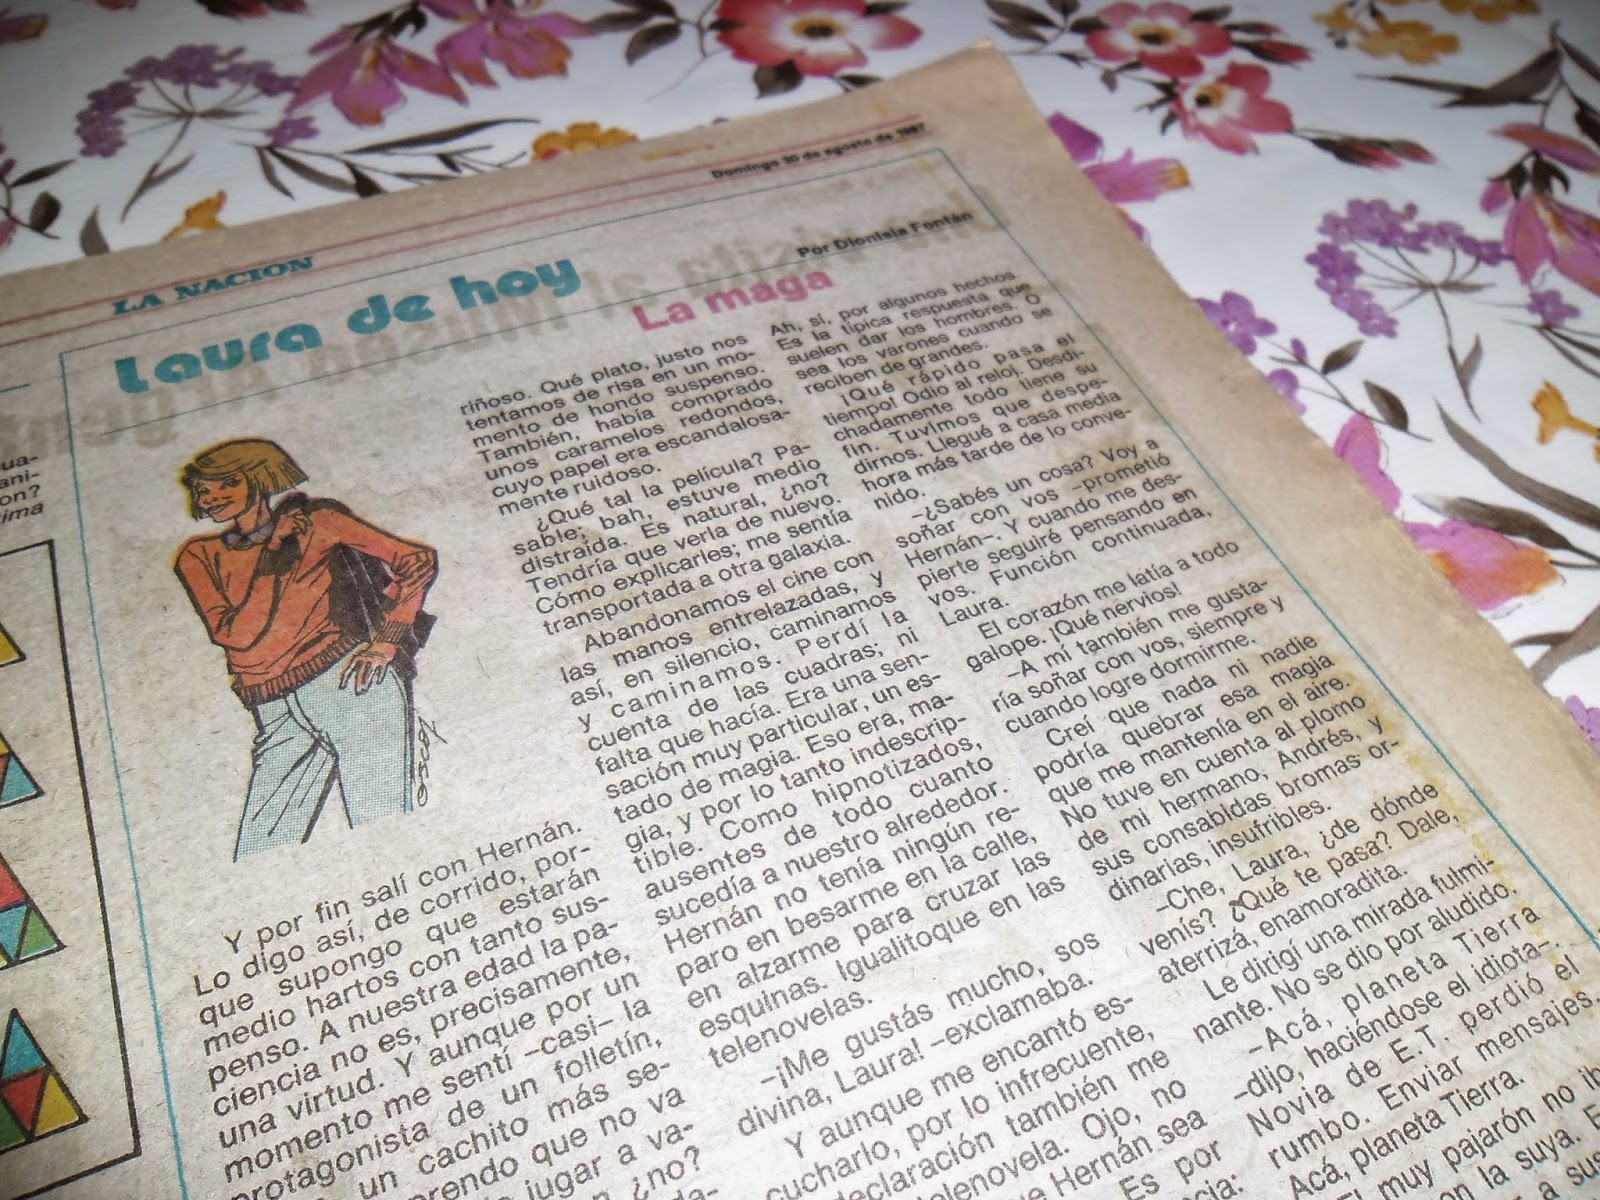 Domingo 30 de agosto de 1987
LA NACION
Laura de hoy
Por Dionisia Fontán
La maga
Y por fin salí con Hernán.
Lo digo así, de corrido, por-
que supongo que estarán
medio hartos con tanto sus-
penso. A nuestra edad la pa-
ciencia no es, precisamente,
una virtud. Y aunque por un
momento me sentí –casi– la
protagonista de un folletín,
un cachito más se-
que no va
jugar a va-
¿no?
riñoso. Qué plato, justo nos
tentamos de risa en un mo-
mento de hondo suspenso.
También, había comprado
unos caramelos redondos,
cuyo papel era escandalosa-
mente ruidoso.
¿Qué tal la película? Pa-
sable; bah, estuve medio
distraída. Es natural, ¿no?
Tendría que verla de nuevo.
Cómo explicarles; me sentía
transportada a otra galaxia.
Abandonamos el cine con
las manos entrelazadas, y
así, en silencio, caminamos
y caminamos. Perdí la
cuenta de las cuadras; ni
falta que hacía. Era una sen-
sación muy particular, un es-
tado de magia. Eso era, ma-
gia, y por lo tanto indescrip-
tible. Como hipnotizados,
ausentes de todo cuanto
sucedía a nuestro alrededor.
Hernán no tenía ningún re-
paro en besarme en la calle,
en alzarme para cruzar las
esquinas. Igualitoque en las
telenovelas.
–¡Me gustás mucho, sos
divina, Laura! –exclamaba.
Y aunque me encantó es-
cucharlo, por lo infrecuente,
declaración también me
telenovela. Ojo, no
Hernán sea
Es por
Ah, sí, por algunos hechos.
Es la típica respuesta que
suelen dar los hombres. O
sea los varones cuando se
reciben de grandes.
¡Qué rápido pasa el
tiempo! Odio al reloj. Desdi-
chadamente todo tiene su
fin. Tuvimos que despe-
dirnos. Llegué a casa media
hora más tarde de lo conve-
nido.
–¿Sabés un cosa? Voy a
soñar con vos –prometió
Hernán–. Y cuando me des-
pierte seguiré pensando en
vos. Función continuada,
Laura.
El corazón me latía a todo
galope. ¡Qué nervios!
–A mí también me gusta-
ría soñar con vos, siempre y
cuando logre dormirme.
Creí que nada ni nadie
podría quebrar esa magia
que me mantenía en el aire.
No tuve en cuenta al plomo
de mi hermano, Andrés, y
sus consabidas bromas or-
dinarias, insufribles.
–Che, Laura, ¿de dónde
venís? ¿Qué te pasa? Dale,
aterrizá, enamoradita.
Le dirigí una mirada fulmi-
nante. No se dio por aludido.
–Acá, planeta Tierra
–dijo, haciéndose el idiota–.
Novia de E.T. perdió el
rumbo. Enviar mensajes.
Acá, planeta Tierra.
muy pajarón no
la suya.